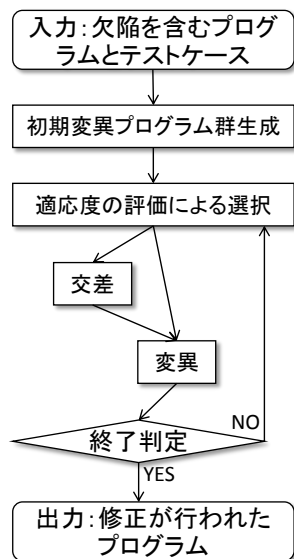 入力:欠陥を含むプログ
ラムとテストケース
初期変異プログラム群生成
適応度の評価による選択
交差
変異
終了判定
NO
YES
出力:修正が行われた
プログラム